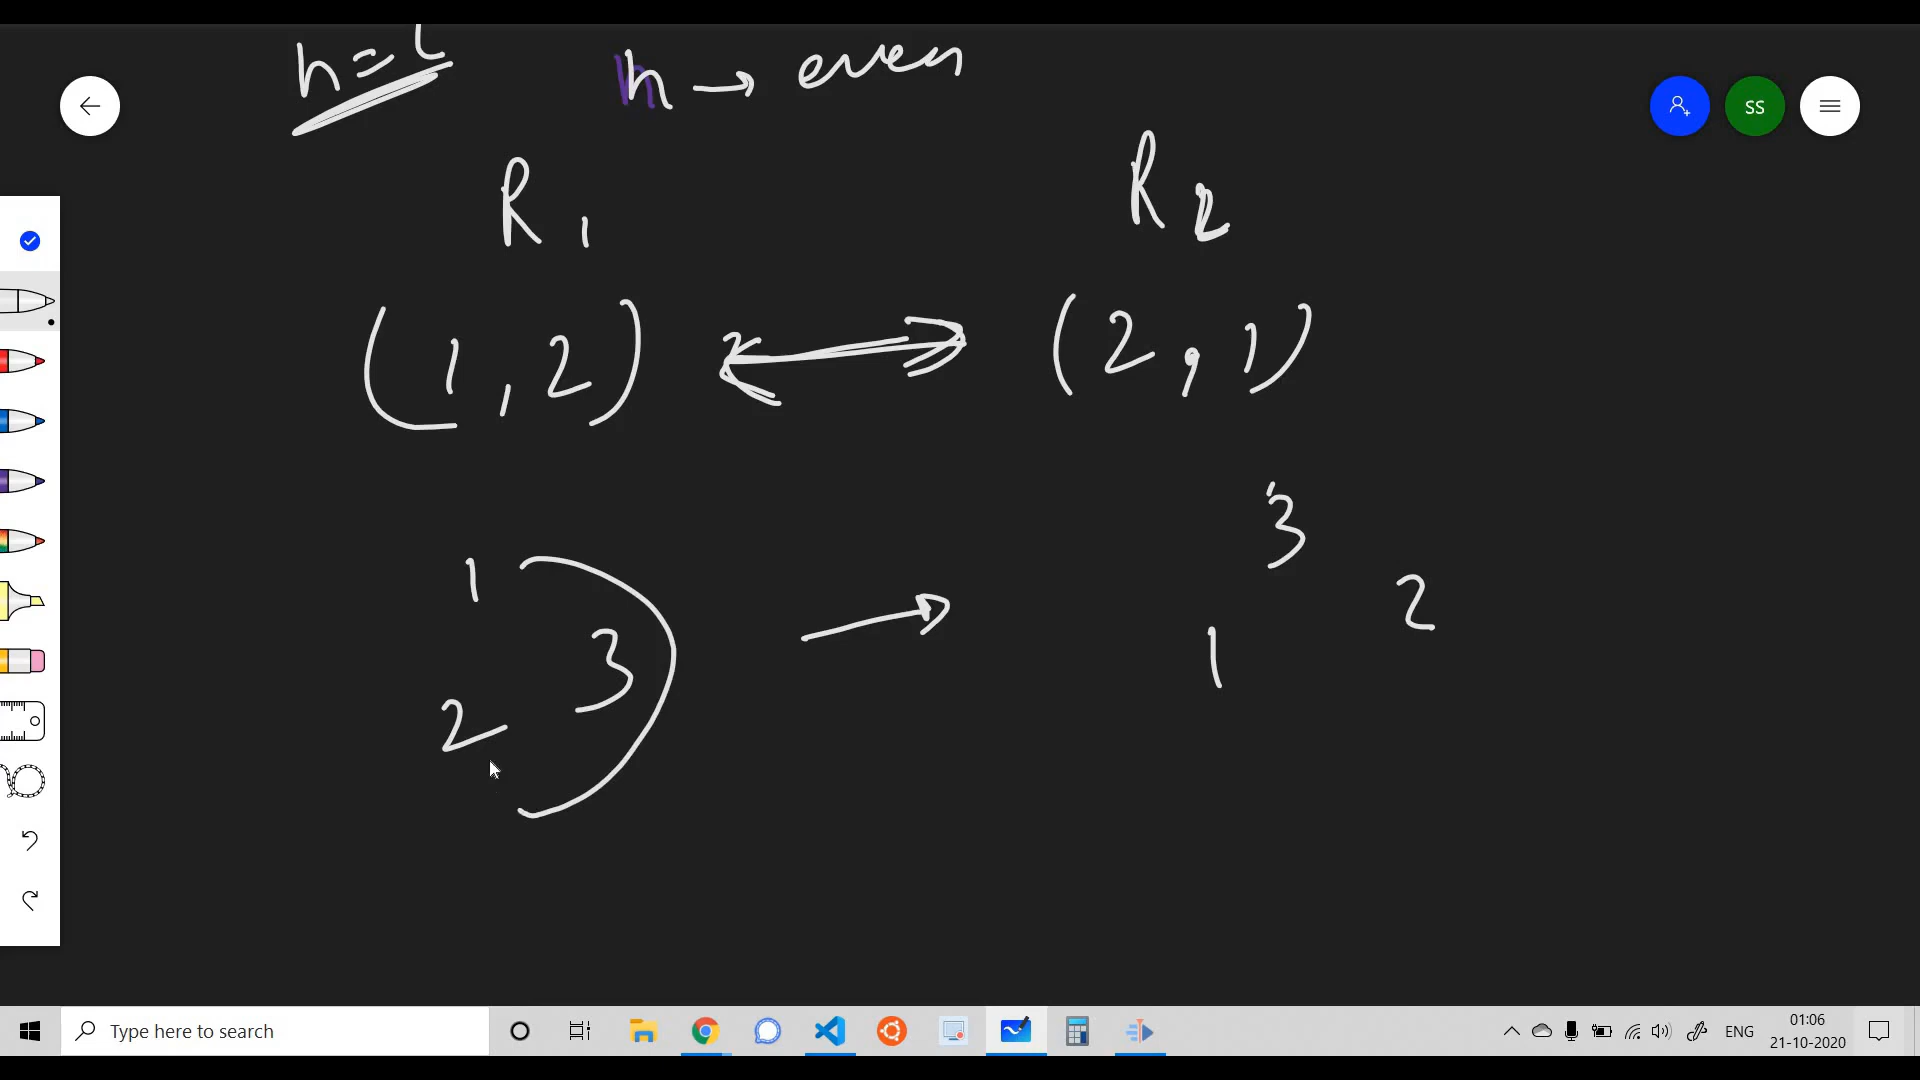 n → even
SS
R1 R2
(1, 2) (2, 1)
1 3
3 2
2 1
Type here to search
ENG
01:06
21-10-2020